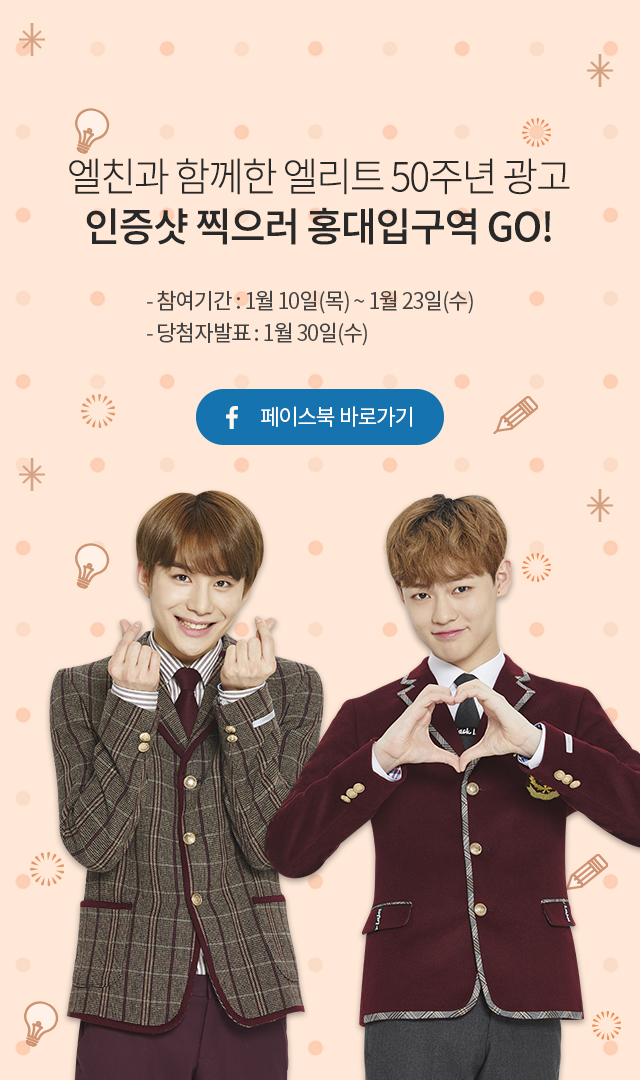 엘친과 함께한 엘리트 50주년 광고
인증샷 찍으러 홍대입구역 GO!
- 참여기간 : 1월 10일(목) ~ 1월 23일(수)
- 당첨자발표 : 1월 30일(수)
f 페이스북 바로가기